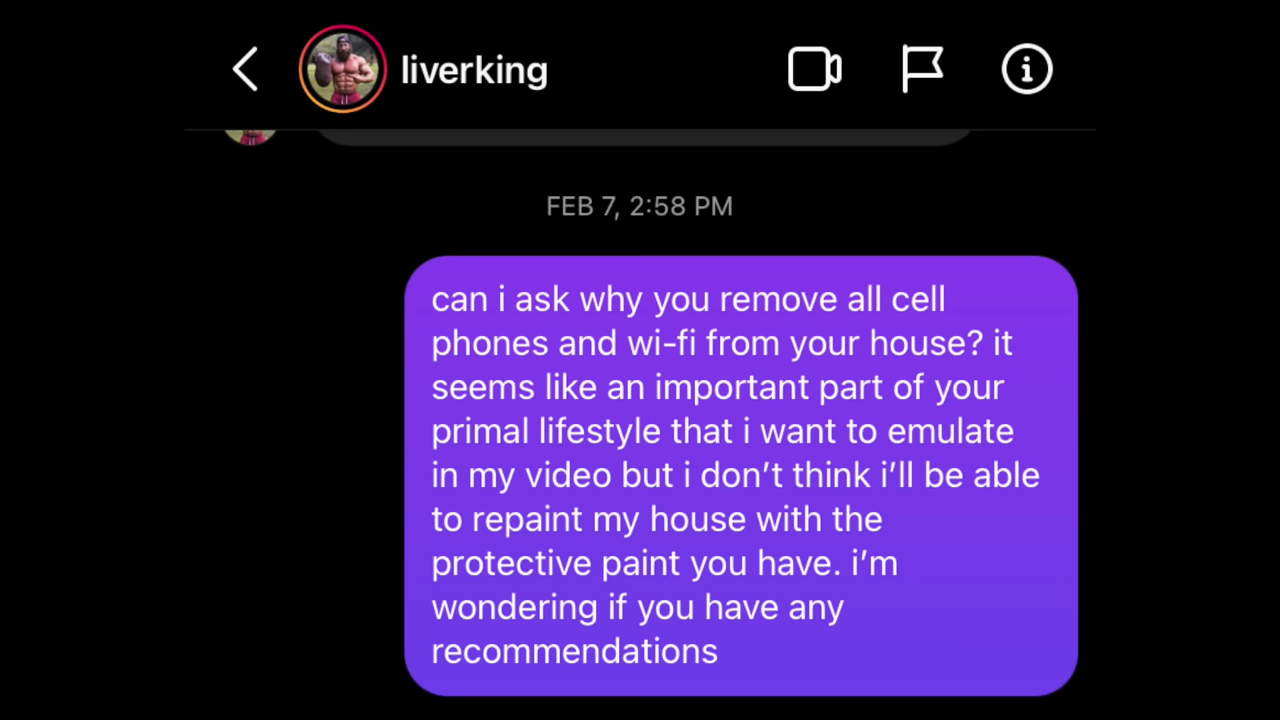 liverking
FEB 7, 2:58 PM
can i ask why you remove all cell
phones and wi-fi from your house? it
seems like an important part of your
primal lifestyle that i want to emulate
in my video but i don’t think i’ll be able
to repaint my house with the
protective paint you have. i’m
wondering if you have any
recommendations